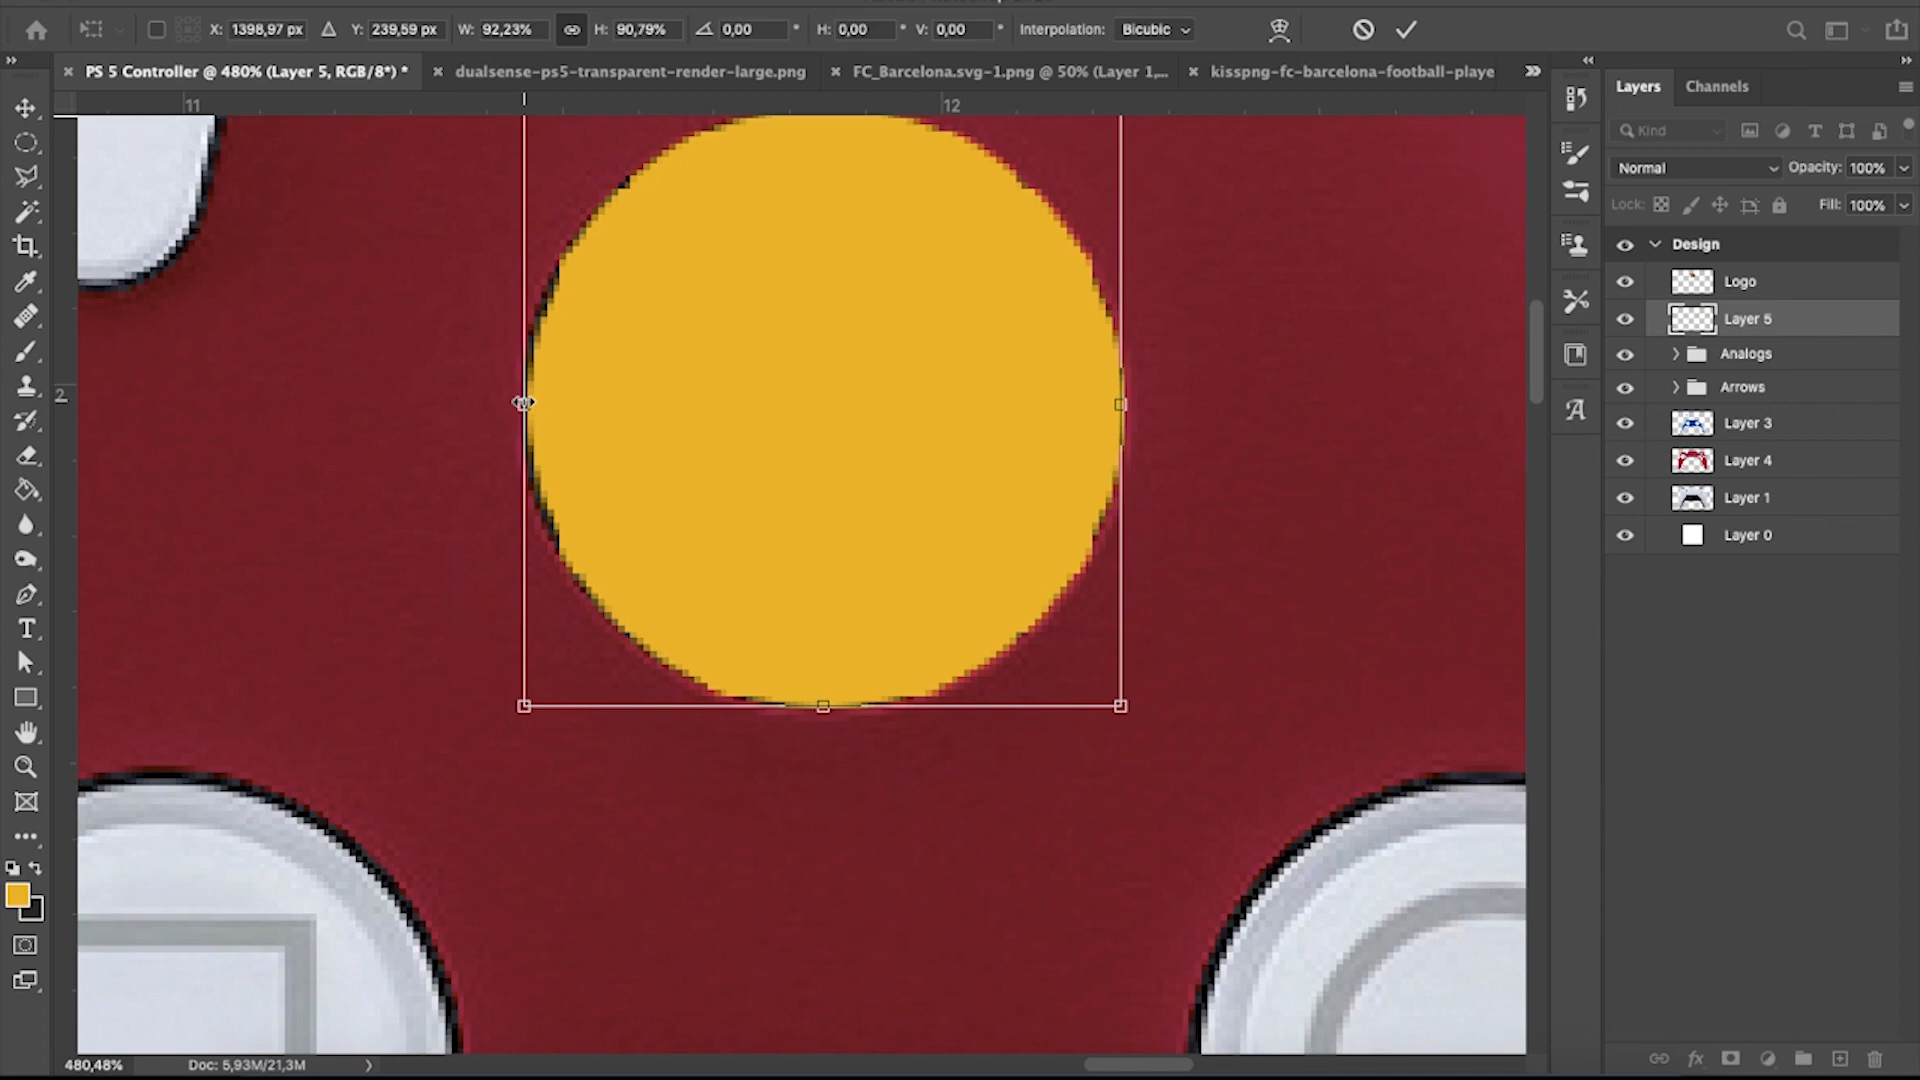 X: 1398,97 px Y: 239,59 px W: 92,23% H: 90,79% 0,00 ° H: 0,00 ° V: 0,00 ° Interpolation: Bicubic
PS 5 Controller @ 480% (Layer 5, RGB/8*) * dualsense-ps5-transparent-render-large.png FC_Barcelona.svg-1.png @ 50% (Layer 1,... kisspng-fc-barcelona-football-playe
11 12
2
Layers Channels
Kind
Normal Opacity: 100%
Lock: Fill: 100%
Design
Logo
Layer 5
Analogs
Arrows
Layer 3
Layer 4
Layer 1
Layer 0
480,48% Doc: 5,93M/21,3M